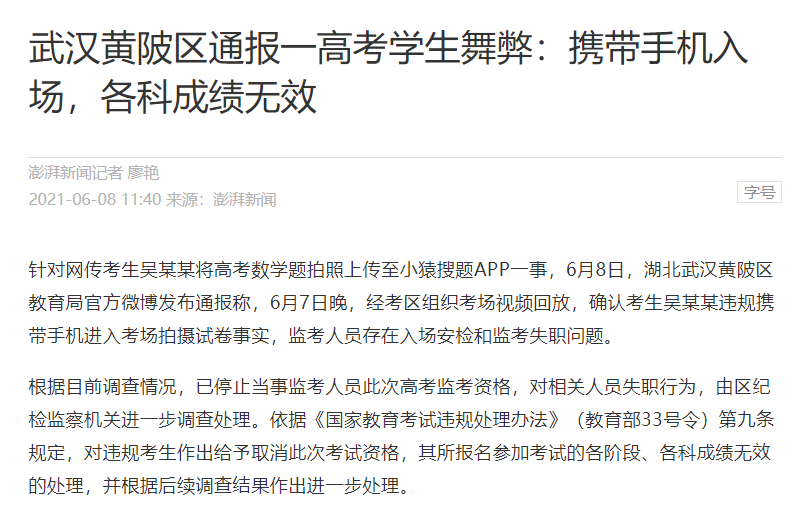 武汉黄陂区通报一高考学生舞弊：携带手机入
场，各科成绩无效
澎湃新闻记者 廖艳
2021-06-08 11:40 来源：澎湃新闻
字号
针对网传考生吴某某将高考数学题拍照上传至小猿搜题APP一事，6月8日，湖北武汉黄陂区
教育局官方微博发布通报称，6月7日晚，经考区组织考场视频回放，确认考生吴某某违规携
带手机进入考场拍摄试卷事实，监考人员存在入场安检和监考失职问题。
根据目前调查情况，已停止当事监考人员此次高考监考资格，对相关人员失职行为，由区纪
检监察机关进一步调查处理。依据《国家教育考试违规处理办法》（教育部33号令）第九条
规定，对违规考生作出给予取消此次考试资格，其所报名参加考试的各阶段、各科成绩无效
的处理，并根据后续调查结果作出进一步处理。